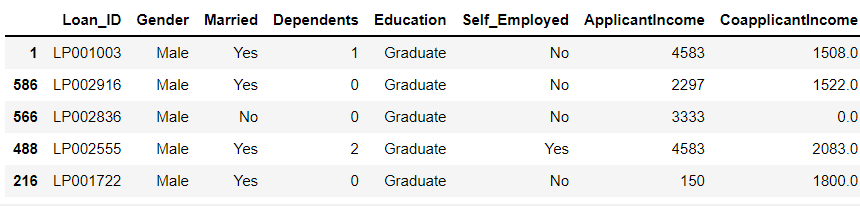 Loan_ID Gender Married Dependents Education Self_Employed ApplicantIncome CoapplicantIncome
1 LP001003 Male Yes 1 Graduate No 4583 1508.0
586 LP002916 Male Yes 0 Graduate No 2297 1522.0
566 LP002836 Male No 0 Graduate No 3333 0.0
488 LP002555 Male Yes 2 Graduate Yes 4583 2083.0
216 LP001722 Male Yes 0 Graduate No 150 1800.0